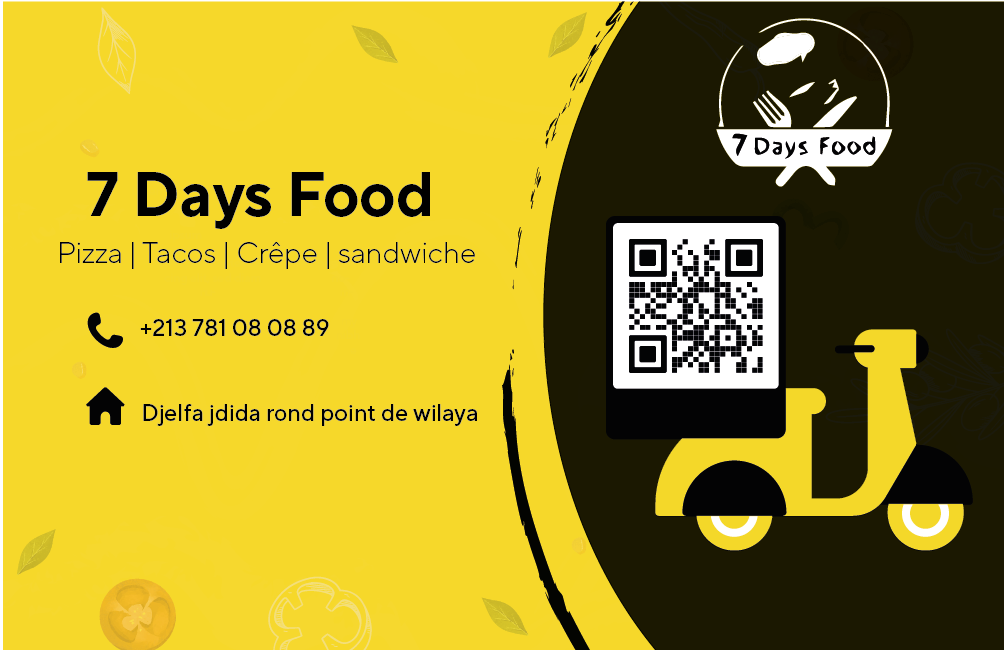 7 Days Food
7 Days Food
Pizza | Tacos | Crêpe | sandwiche
+213 781 08 08 89
Djelfa jdida rond point de wilaya